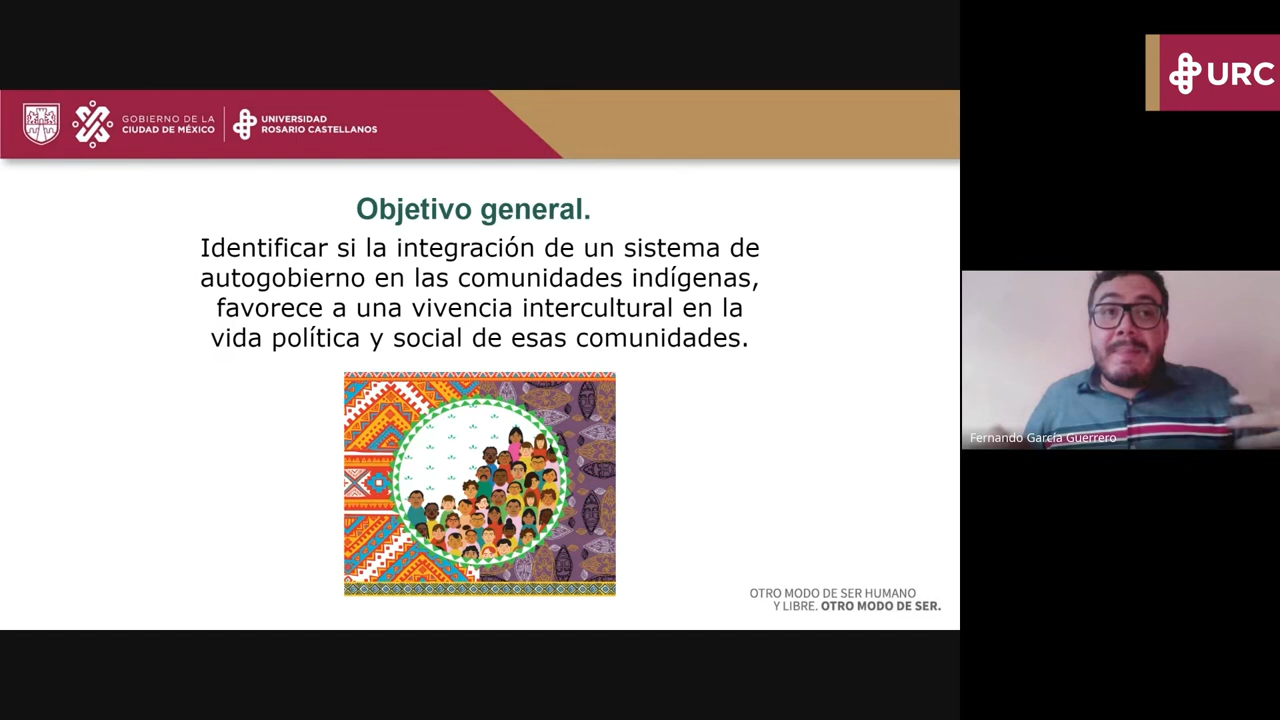 GOBIERNO DE LA
CIUDAD DE MÉXICO
UNIVERSIDAD
ROSARIO CASTELLANOS
URC
Objetivo general.
Identificar si la integración de un sistema de
autogobierno en las comunidades indígenas,
favorece a una vivencia intercultural en la
vida política y social de esas comunidades.
Fernando García Guerrero
OTRO MODO DE SER HUMANO
Y LIBRE. OTRO MODO DE SER.